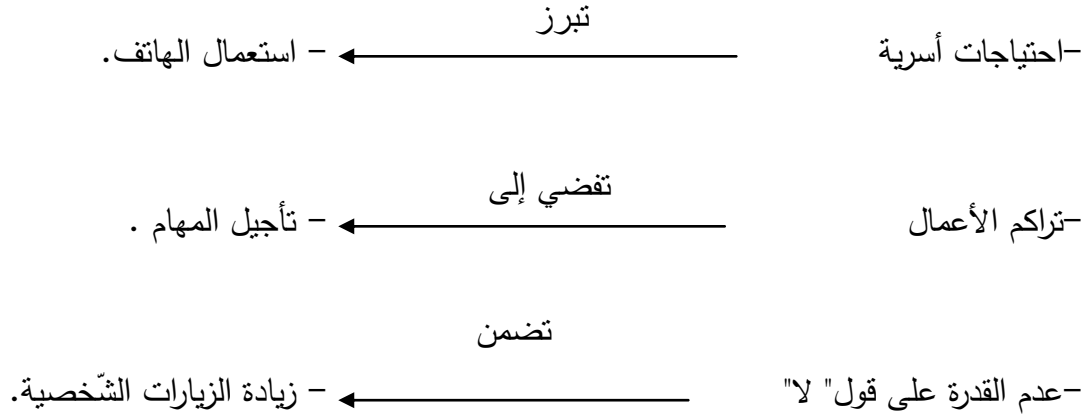 تبرز
-احتياجات أسرية - استعمال الهاتف.
تفضي إلى
-تراكم الأعمال - تأجيل المهام .
تضمن
-عدم القدرة على قول" لا" - زيادة الزيارات الشّخصية.